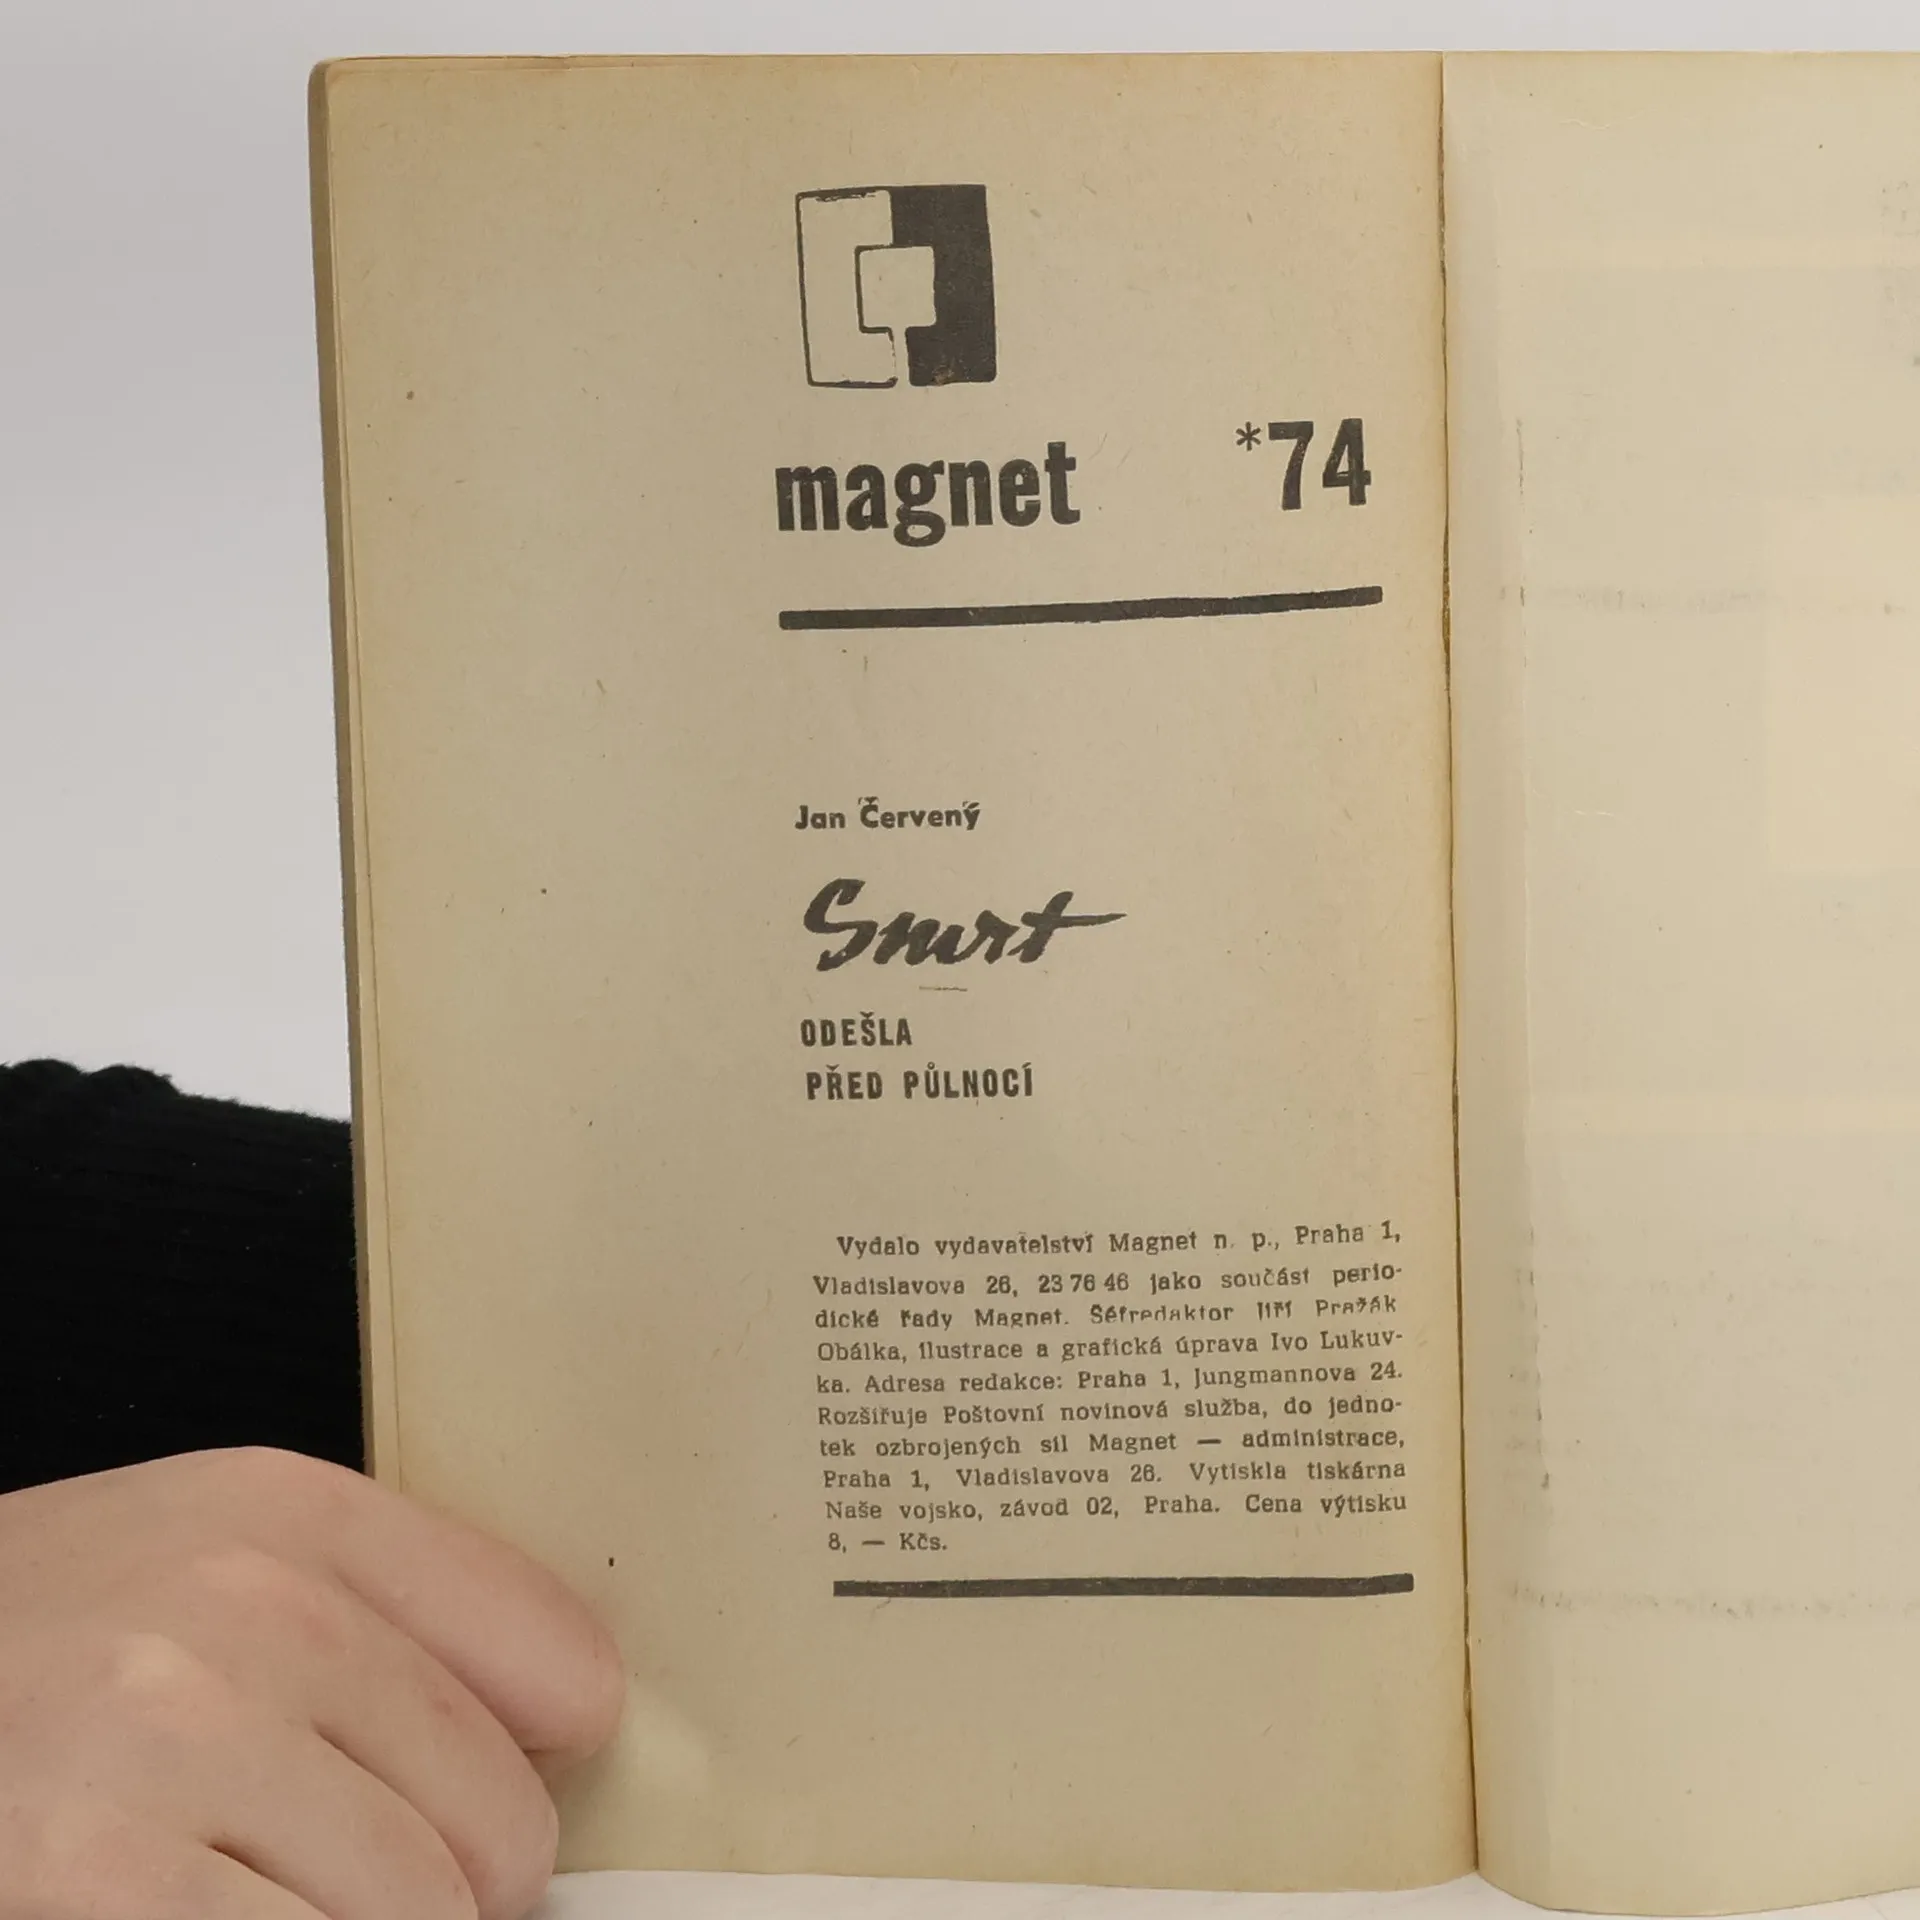 magnet *74
Jan Červený
Smrt
ODEŠLA
PŘED PŮLNOCÍ
Vydalo vydavatelství Magnet n. p., Praha 1,
Vladislavova 26, 23 76 46 jako součást perio-
dické řady Magnet. Šéfredaktor Jiří Pražák
Obálka, ilustrace a grafická úprava Ivo Lukuv-
ka. Adresa redakce: Praha 1, Jungmannova 24.
Rozšiřuje Poštovní novinová služba, do jedno-
tek ozbrojených sil Magnet — administrace,
Praha 1, Vladislavova 26. Vytiskla tiskárna
Naše vojsko, závod 02, Praha. Cena výtisku
8, — Kčs.